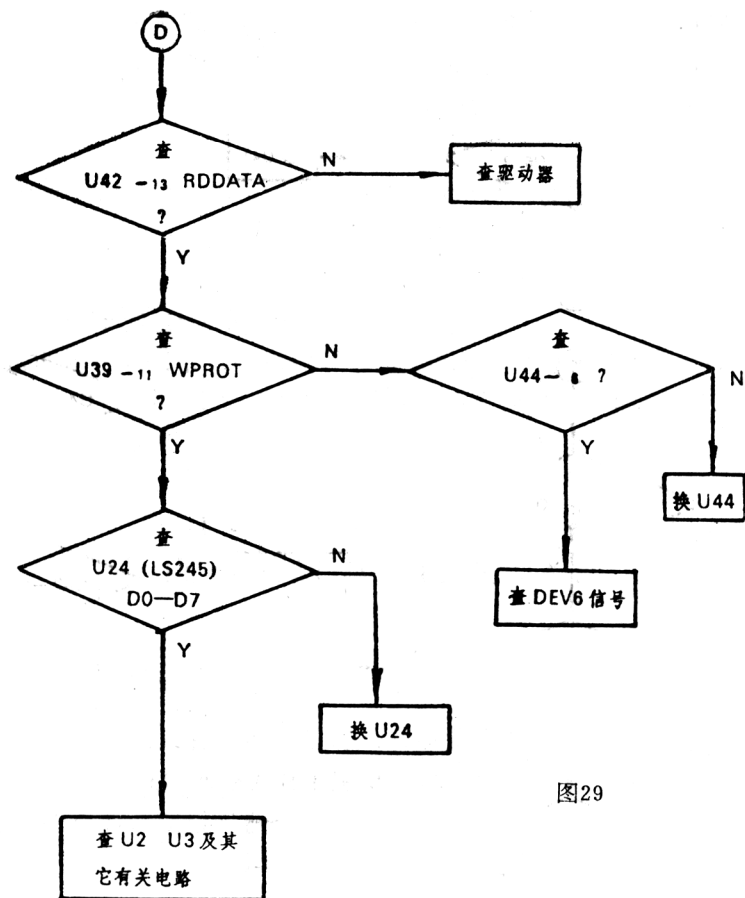 D
查
U42 -13 RDDATA
?
N
查驱动器
Y
查
U39 -11 WPROT
?
N
查
U44- ?
N
换 U44
Y
查 DEV6 信号
Y
查
U24 (LS245)
D0—D7
N
换 U24
Y
查 U2 U3 及其
它有关电路
图29